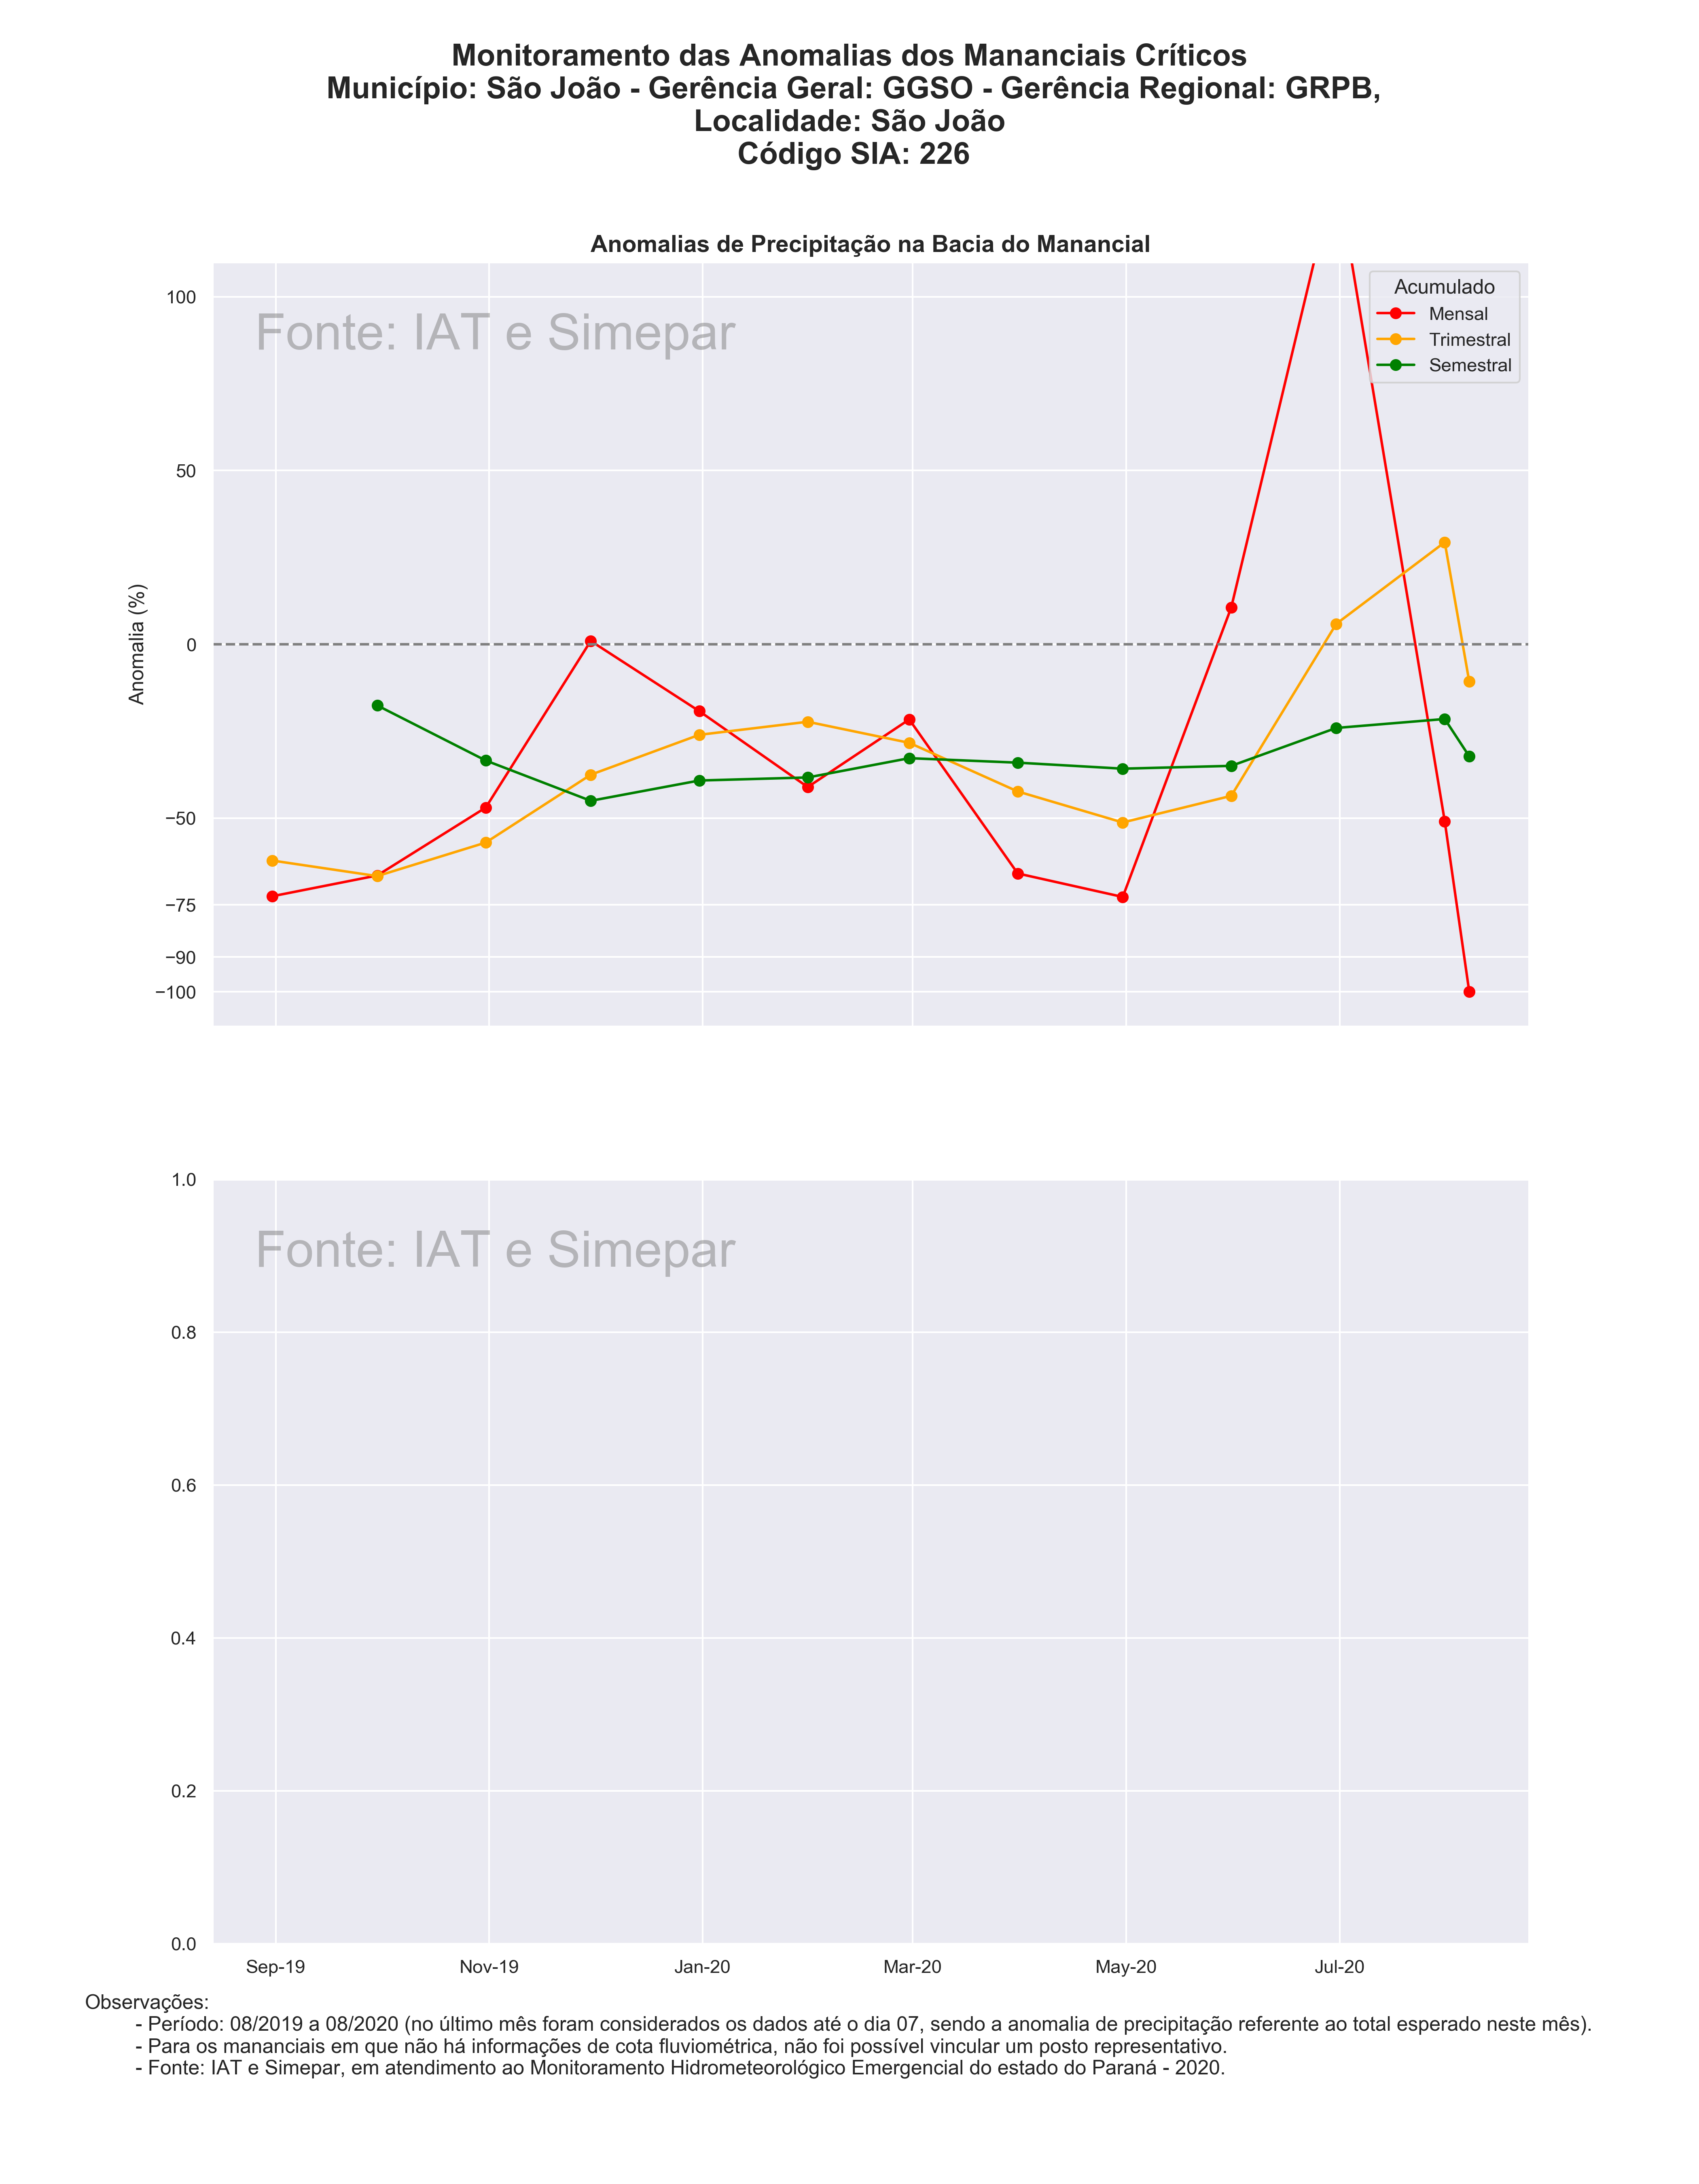 Monitoramento das Anomalias dos Mananciais Críticos
Município: São João - Gerência Geral: GGSO - Gerência Regional: GRPB,
Localidade: São João
Código SIA: 226
Anomalias de Precipitação na Bacia do Manancial
Fonte: IAT e Simepar
Acumulado
Mensal
Trimestral
Semestral
Anomalia (%)
100
50
0
−50
−75
−90
−100
Fonte: IAT e Simepar
1.0
0.8
0.6
0.4
0.2
0.0
Sep-19 Nov-19 Jan-20 Mar-20 May-20 Jul-20
Observações:
- Período: 08/2019 a 08/2020 (no último mês foram considerados os dados até o dia 07, sendo a anomalia de precipitação referente ao total esperado neste mês).
- Para os mananciais em que não há informações de cota fluviométrica, não foi possível vincular um posto representativo.
- Fonte: IAT e Simepar, em atendimento ao Monitoramento Hidrometeorológico Emergencial do estado do Paraná - 2020.